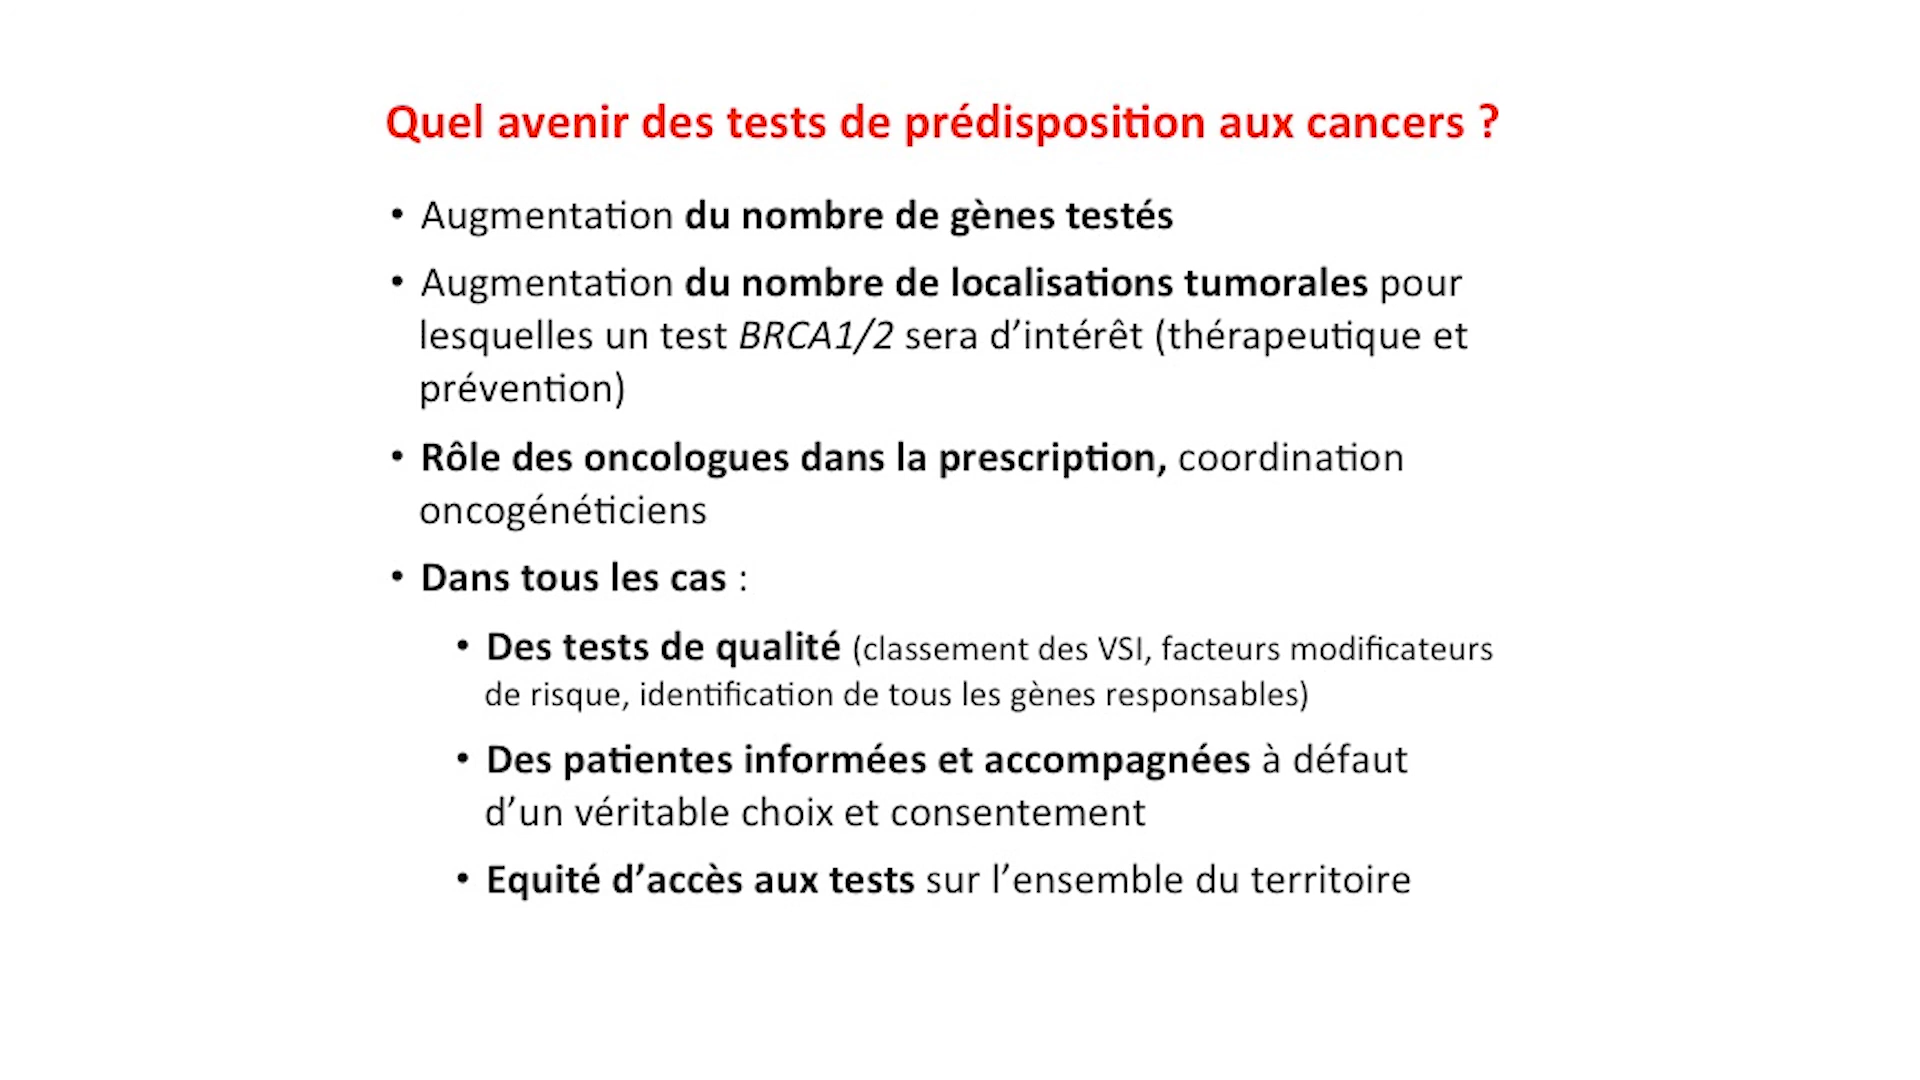 Quel avenir des tests de prédisposition aux cancers ?
• Augmentation du nombre de gènes testés
• Augmentation du nombre de localisations tumorales pour
lesquelles un test BRCA1/2 sera d’intérêt (thérapeutique et
prévention)
• Rôle des oncologues dans la prescription, coordination
oncogénéticiens
• Dans tous les cas :
• Des tests de qualité (classement des VSI, facteurs modificateurs
de risque, identification de tous les gènes responsables)
• Des patientes informées et accompagnées à défaut
d’un véritable choix et consentement
• Equité d’accès aux tests sur l’ensemble du territoire